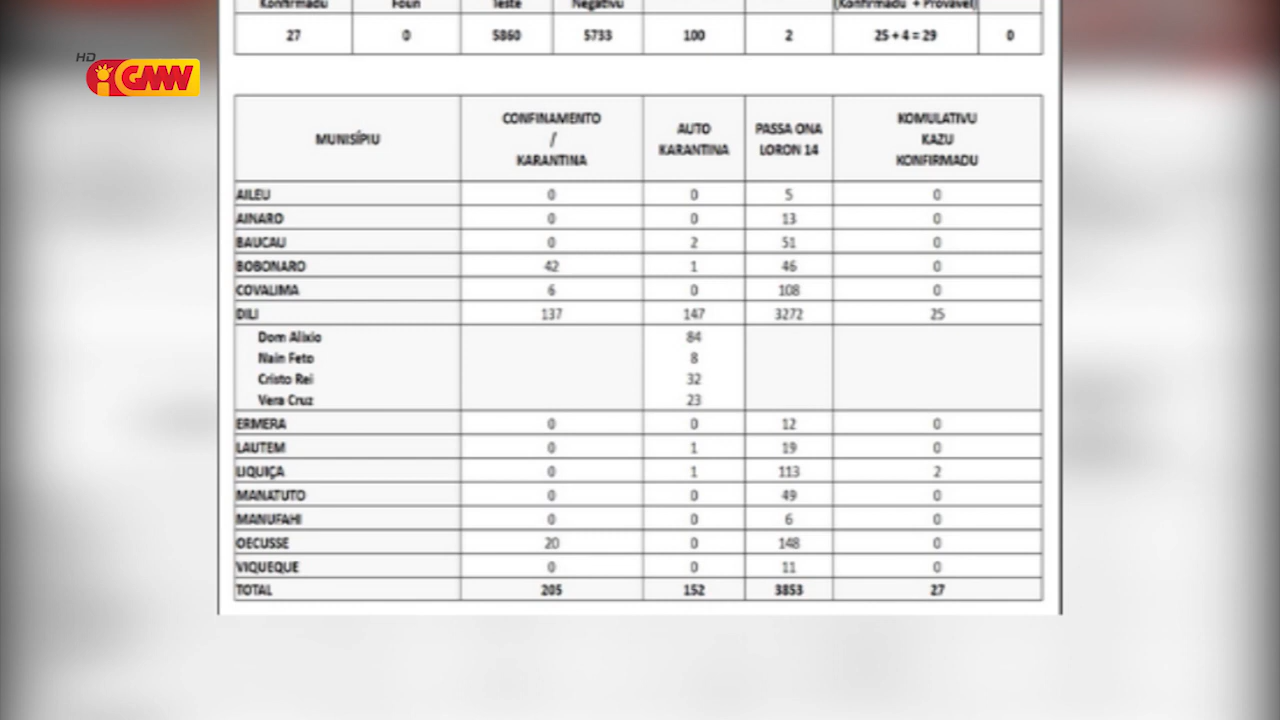 Konfirmadu Foun Teste Negativu (Konfirmadu + Provavel)
27 0 5860 5733 100 2 25 + 4 = 29 0
HD
GMN
MUNISÍPIU CONFINAMENTO / KARANTINA AUTO KARANTINA PASSA ONA LORON 14 KOMULATIVU KAZU KONFIRMADU
AILEU 0 0 5 0
AINARO 0 0 13 0
BAUCAU 0 2 51 0
BOBONARO 42 1 46 0
COVALIMA 6 0 108 0
DILI 137 147 3272 25
Dom Alixio 84
Nain Feto 8
Cristo Rei 32
Vera Cruz 23
ERMERA 0 0 12 0
LAUTEM 0 1 19 0
LIQUIÇA 0 1 113 2
MANATUTO 0 0 49 0
MANUFAHI 0 0 6 0
OECUSSE 20 0 148 0
VIQUEQUE 0 0 11 0
TOTAL 205 152 3853 27